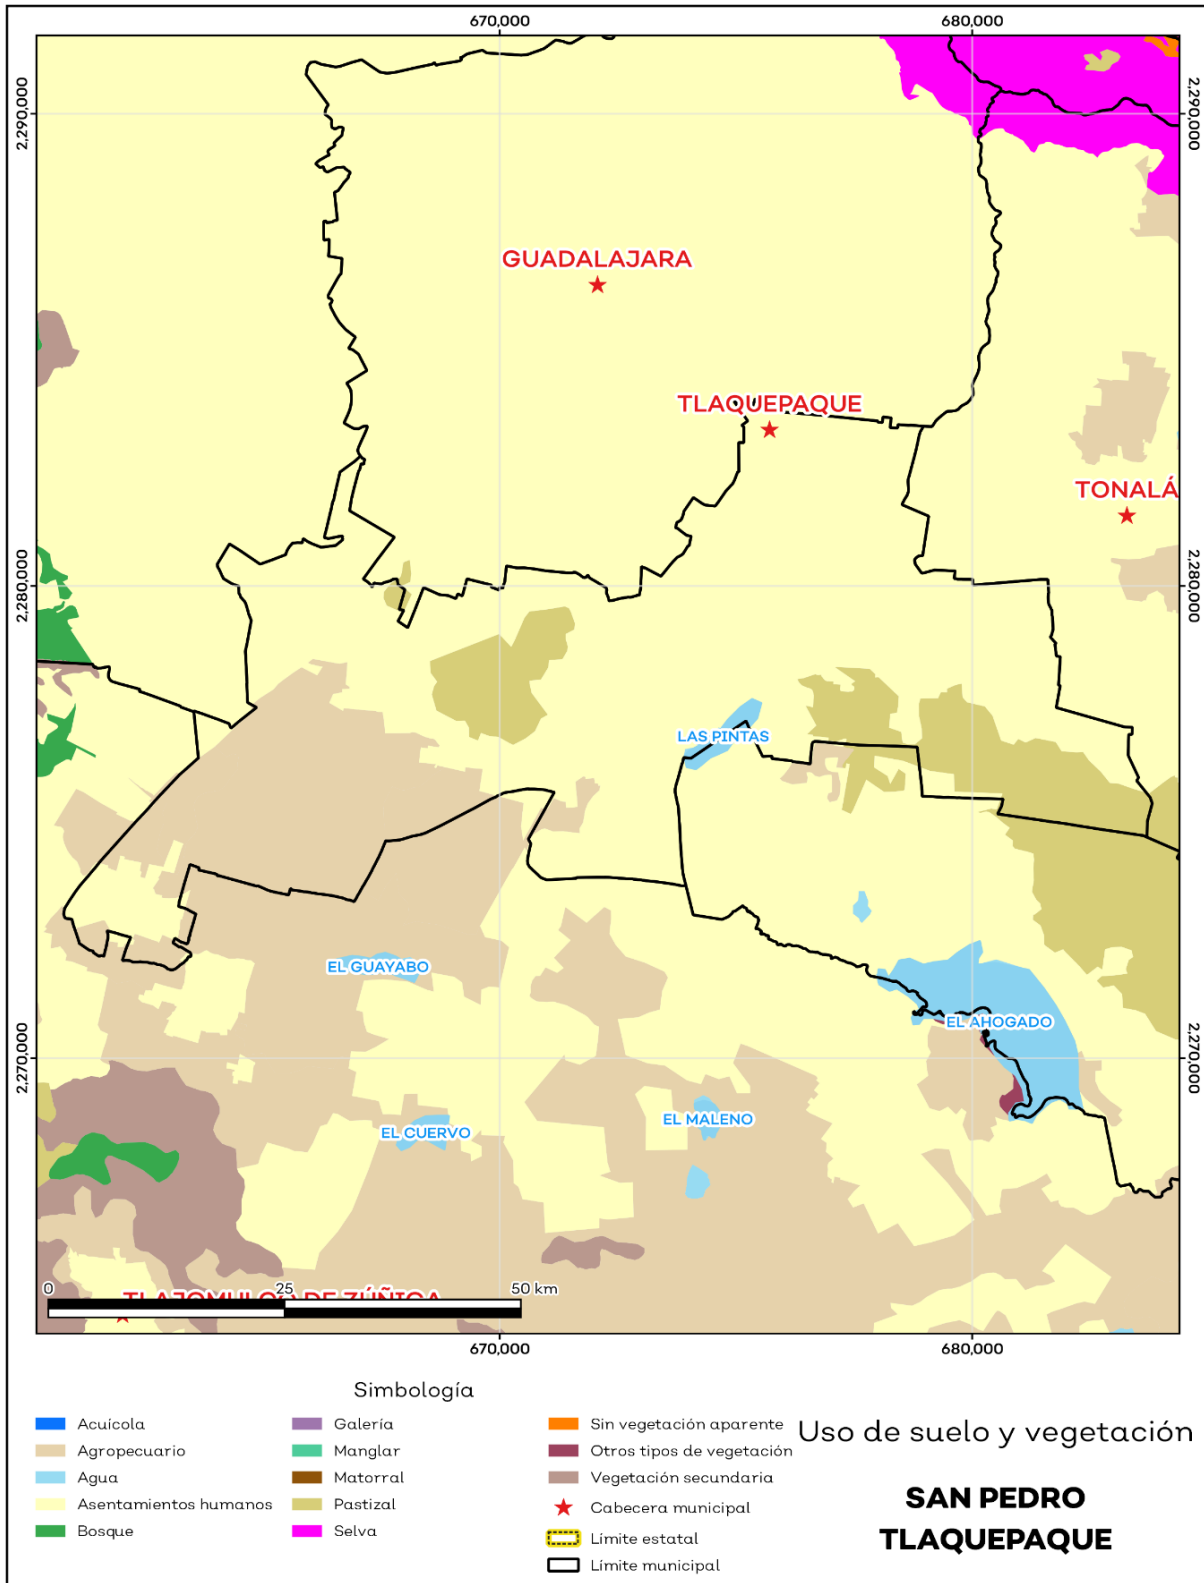 670,000
680,000
2,290,000
2,290,000
GUADALAJARA
TLAQUEPAQUE
TONALÁ
2,280,000
2,280,000
LAS PINTAS
EL GUAYABO
EL AHOGADO
2,270,000
2,270,000
EL MALENO
EL CUERVO
0
25
50 km
TLAJOMULCO DE ZÚÑIGA
670,000
680,000
Simbología
Acuícola
Agropecuario
Agua
Asentamientos humanos
Bosque
Galería
Manglar
Matorral
Pastizal
Selva
Sin vegetación aparente
Otros tipos de vegetación
Vegetación secundaria
Cabecera municipal
Límite estatal
Límite municipal
Uso de suelo y vegetación
SAN PEDRO
TLAQUEPAQUE